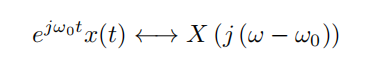 e^{jω₀t}x(t) ⟷ X (j (ω − ω₀))